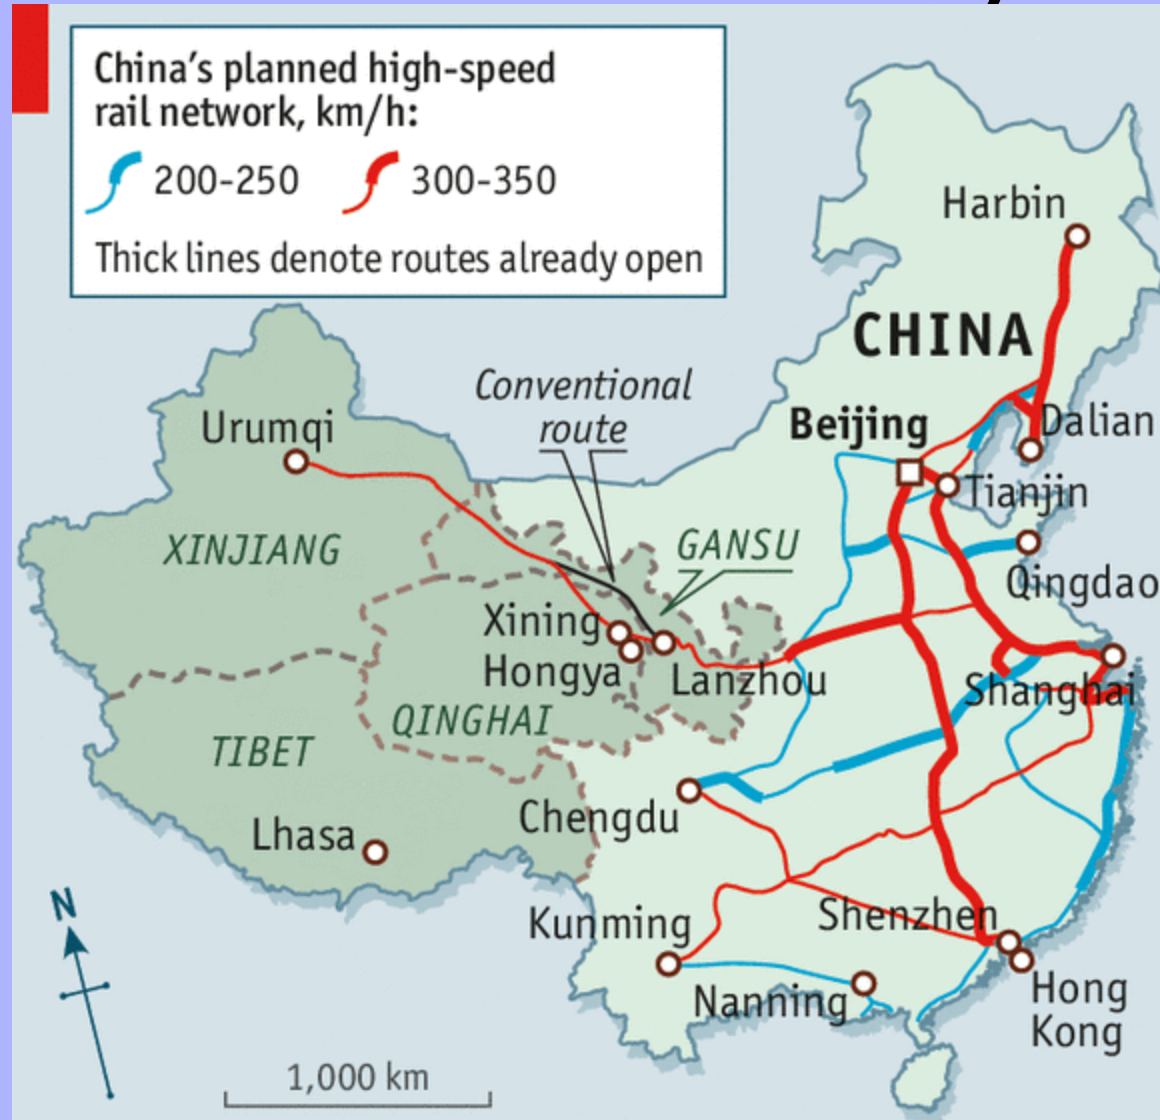 China's planned high-speed
rail network, km/h:
200-250
300-350
Thick lines denote routes already open
Harbin
CHINA
Conventional
route
Dalian
Beijing
Urumqi
Tianjin
XINJIANG
GANSU
Qingdao
Xining
Hongya
Lanzhou
Shanghai
QINGHAI
TIBET
Chengdu
Lhasa
N
Kunming
Shenzhen
Nanning
Hong
Kong
1,000 km